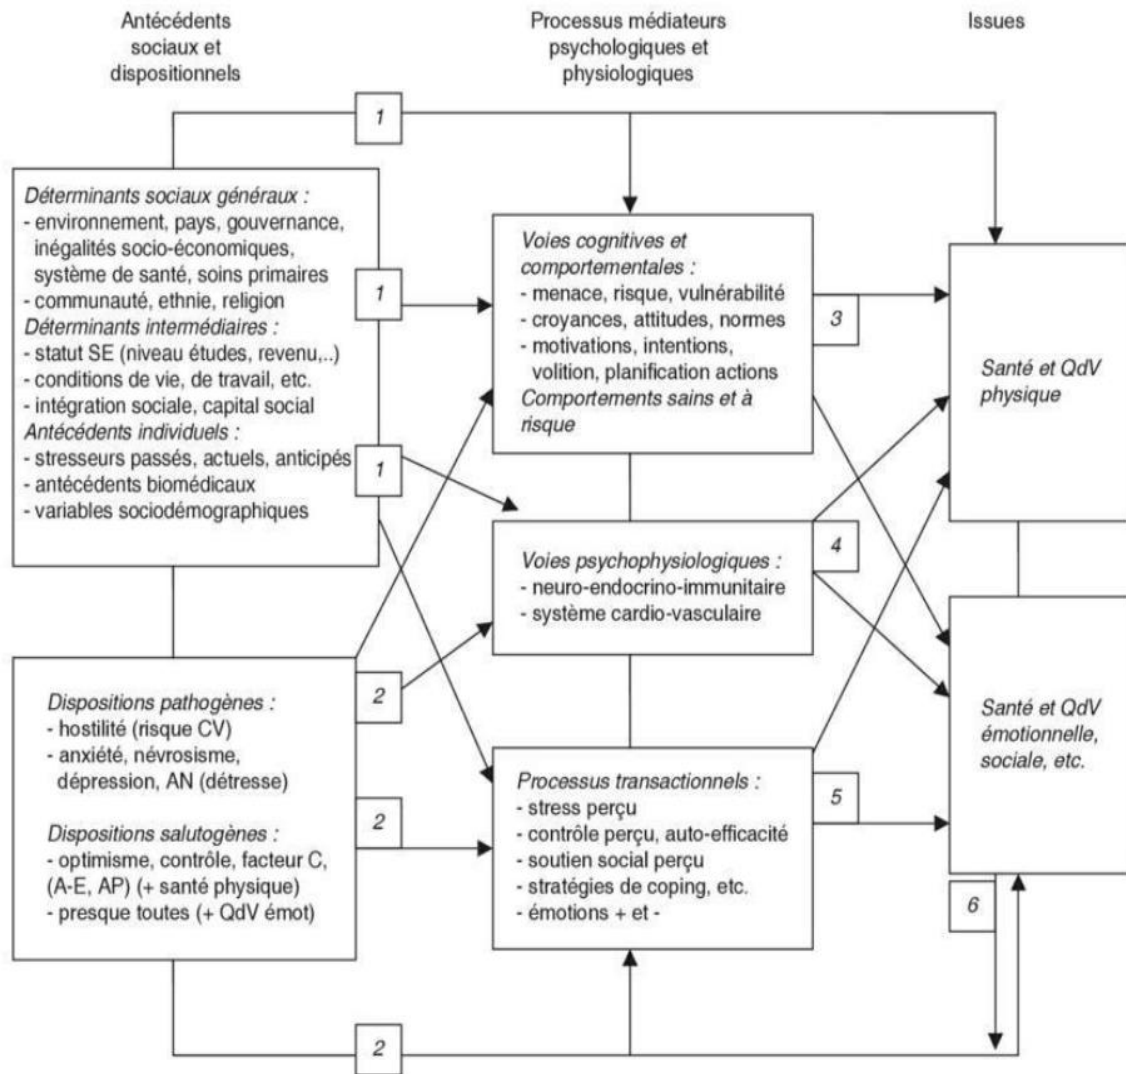 Antécédents
sociaux et
dispositionnels
Processus médiateurs
psychologiques et
physiologiques
Issues
1
Déterminants sociaux généraux :
- environnement, pays, gouvernance,
inégalités socio-économiques,
système de santé, soins primaires
- communauté, ethnie, religion
Déterminants intermédiaires :
- statut SE (niveau études, revenu,..)
- conditions de vie, de travail, etc.
- intégration sociale, capital social
Antécédents individuels :
- stresseurs passés, actuels, anticipés
- antécédents biomédicaux
- variables sociodémographiques
1
1
Voies cognitives et
comportementales :
- menace, risque, vulnérabilité
- croyances, attitudes, normes
- motivations, intentions,
volition, planification actions
Comportements sains et à
risque
3
Santé et QdV
physique
Voies psychophysiologiques :
- neuro-endocrino-immunitaire
- système cardio-vasculaire
4
Dispositions pathogènes :
- hostilité (risque CV)
- anxiété, névrosisme,
dépression, AN (détresse)
Dispositions salutogènes :
- optimisme, contrôle, facteur C,
(A-E, AP) (+ santé physique)
- presque toutes (+ QdV émot)
2
2
Processus transactionnels :
- stress perçu
- contrôle perçu, auto-efficacité
- soutien social perçu
- stratégies de coping, etc.
- émotions + et -
5
Santé et QdV
émotionnelle,
sociale, etc.
6
2